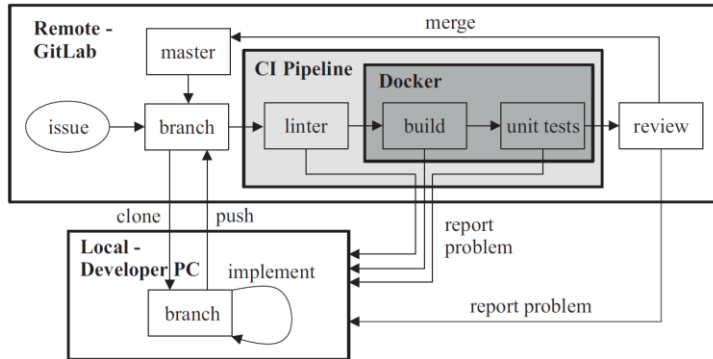 Remote -
GitLab
merge
master
CI Pipeline
Docker
issue
branch
linter
build
unit tests
review
clone
push
report
problem
Local -
Developer PC
implement
branch
report problem